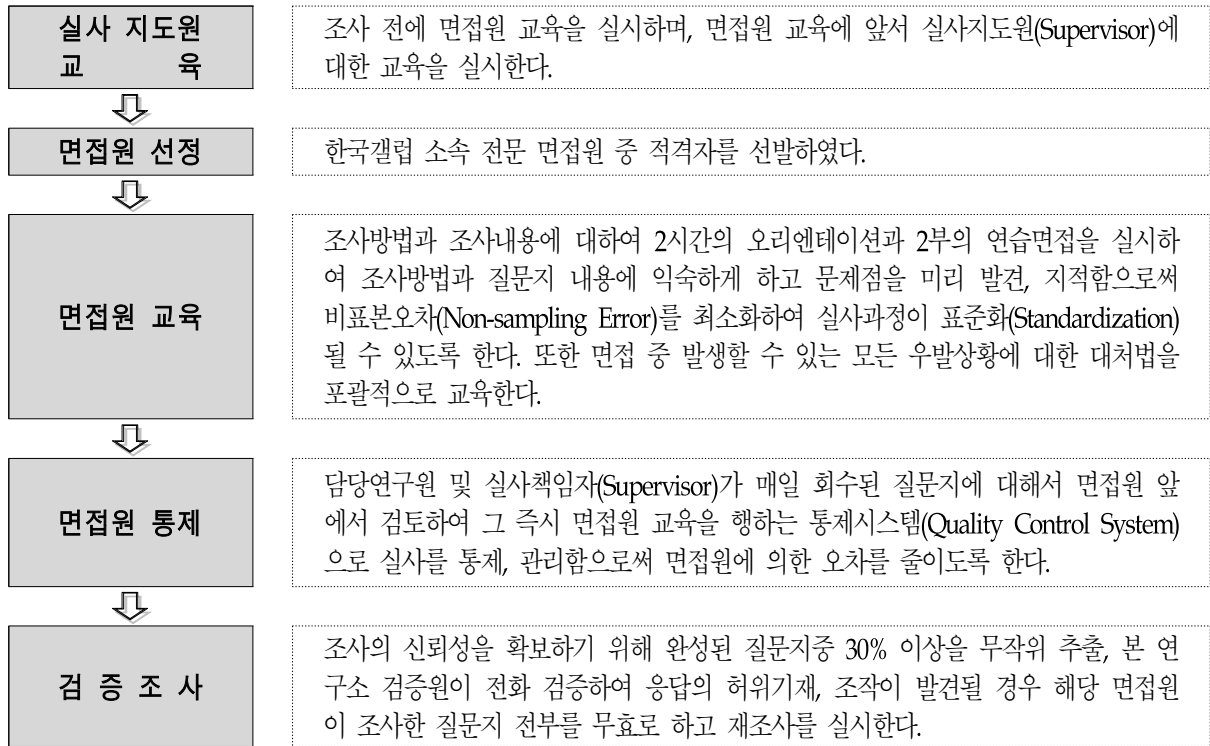 실사 지도원
교 육
조사 전에 면접원 교육을 실시하며, 면접원 교육에 앞서 실사지도원(Supervisor)에
대한 교육을 실시한다.
면접원 선정
한국갤럽 소속 전문 면접원 중 적격자를 선발하였다.
면접원 교육
조사방법과 조사내용에 대하여 2시간의 오리엔테이션과 2부의 연습면접을 실시하
여 조사방법과 질문지 내용에 익숙하게 하고 문제점을 미리 발견, 지적함으로써
비표본오차(Non-sampling Error)를 최소화하여 실사과정이 표준화(Standardization)
될 수 있도록 한다. 또한 면접 중 발생할 수 있는 모든 우발상황에 대한 대처법을
포괄적으로 교육한다.
면접원 통제
담당연구원 및 실사책임자(Supervisor)가 매일 회수된 질문지에 대해서 면접원 앞
에서 검토하여 그 즉시 면접원 교육을 행하는 통제시스템(Quality Control System)
으로 실사를 통제, 관리함으로써 면접원에 의한 오차를 줄이도록 한다.
검 증 조 사
조사의 신뢰성을 확보하기 위해 완성된 질문지중 30% 이상을 무작위 추출, 본 연
구소 검증원이 전화 검증하여 응답의 허위기재, 조작이 발견될 경우 해당 면접원
이 조사한 질문지 전부를 무효로 하고 재조사를 실시한다.